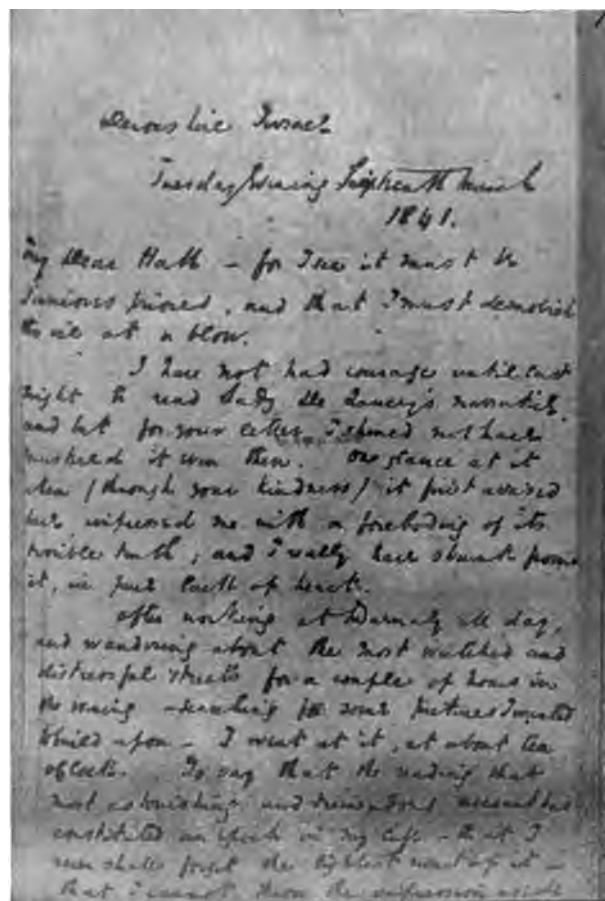 Devonshire Terrace
Tuesday Evening Sixteenth March
1841.
My Dear Hall – for I see it must be
"Juniores priores", and that I must demolish
the ice at a blow.
I have not had courage until last
night to read Lady De Lancey's narrative,
and but for your letter, I should not have
mustered it even then. One glance at it
when (through your kindness) it first arrived
had impressed me with a foreboding of its
terrible truth, and I really have shrunk from
it, in pure lack of heart.
After working at Barnaby all day,
and wandering about the most wretched and
distressful streets for a couple of hours in
the evening – searching for some pictures I wanted
to build upon – I went at it, at about ten
o'Clock. To say that the reading that
most astonishing and tremendous account has
constituted an epoch in my life – that I
never shall forget the lightest word of it –
that I cannot throw the impression aside